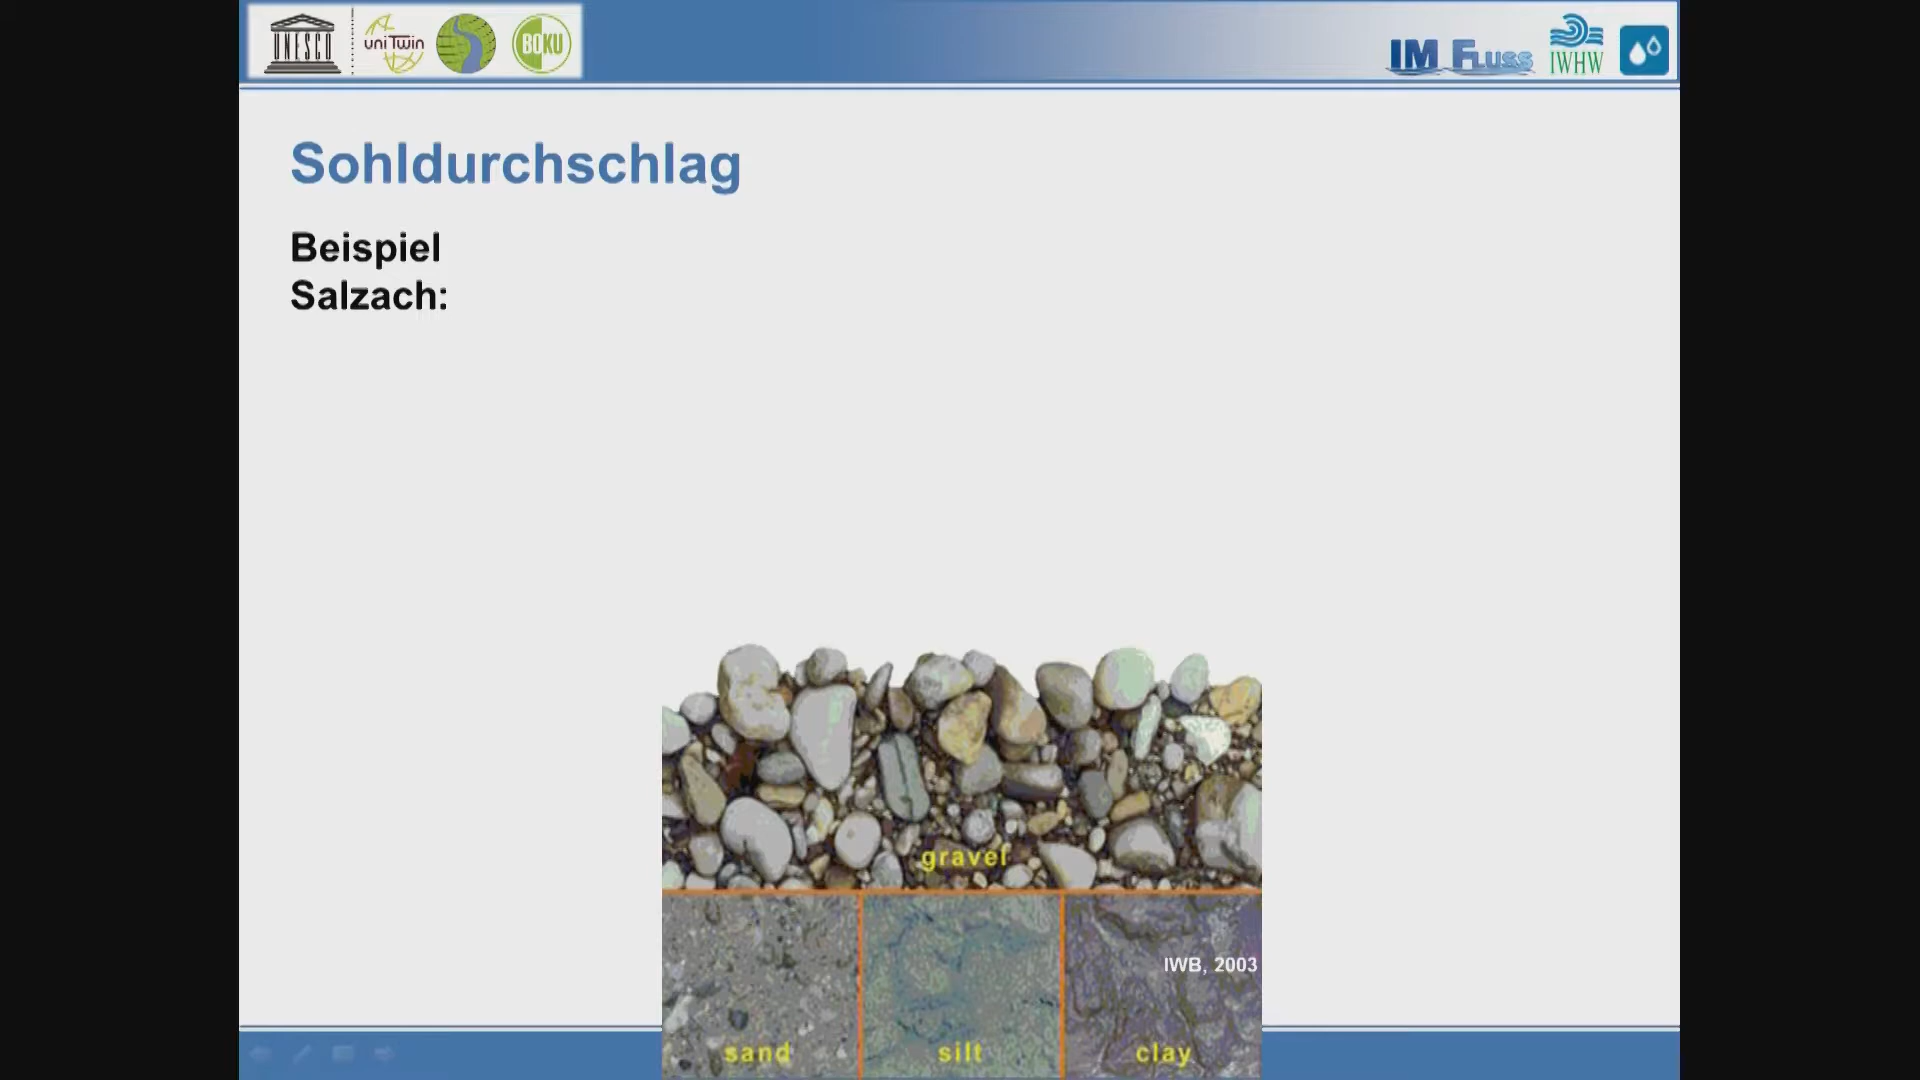 UNESCO
uniTwin
BOKU
IM FLUSS
IWHW
Sohldurchschlag
Beispiel
Salzach:
gravel
IWB, 2003
sand
silt
clay